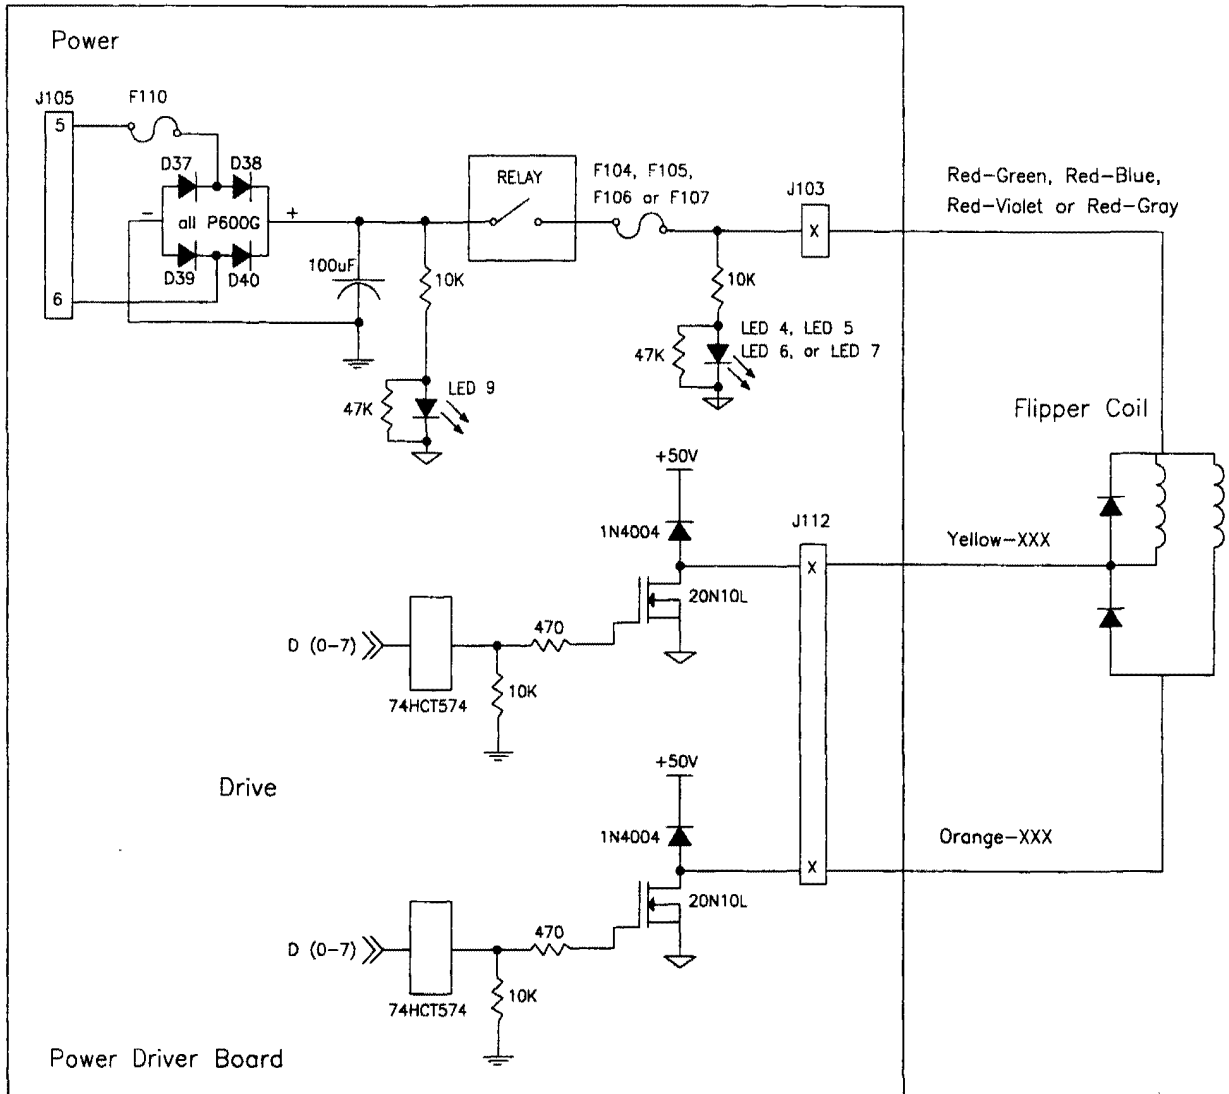 Power
J105
F110
5
D37
D38
RELAY
F104, F105,
F106 or F107
J103
X
Red-Green, Red-Blue,
Red-Violet or Red-Gray
-
+
all P600G
D39
D40
100uF
10K
10K
6
47K
LED 4, LED 5
LED 6, or LED 7
47K
LED 9
Flipper Coil
+50V
1N4004
J112
X
Yellow-XXX
20N10L
470
D (0-7)
10K
74HCT574
+50V
Drive
1N4004
X
Orange-XXX
20N10L
470
D (0-7)
10K
74HCT574
Power Driver Board